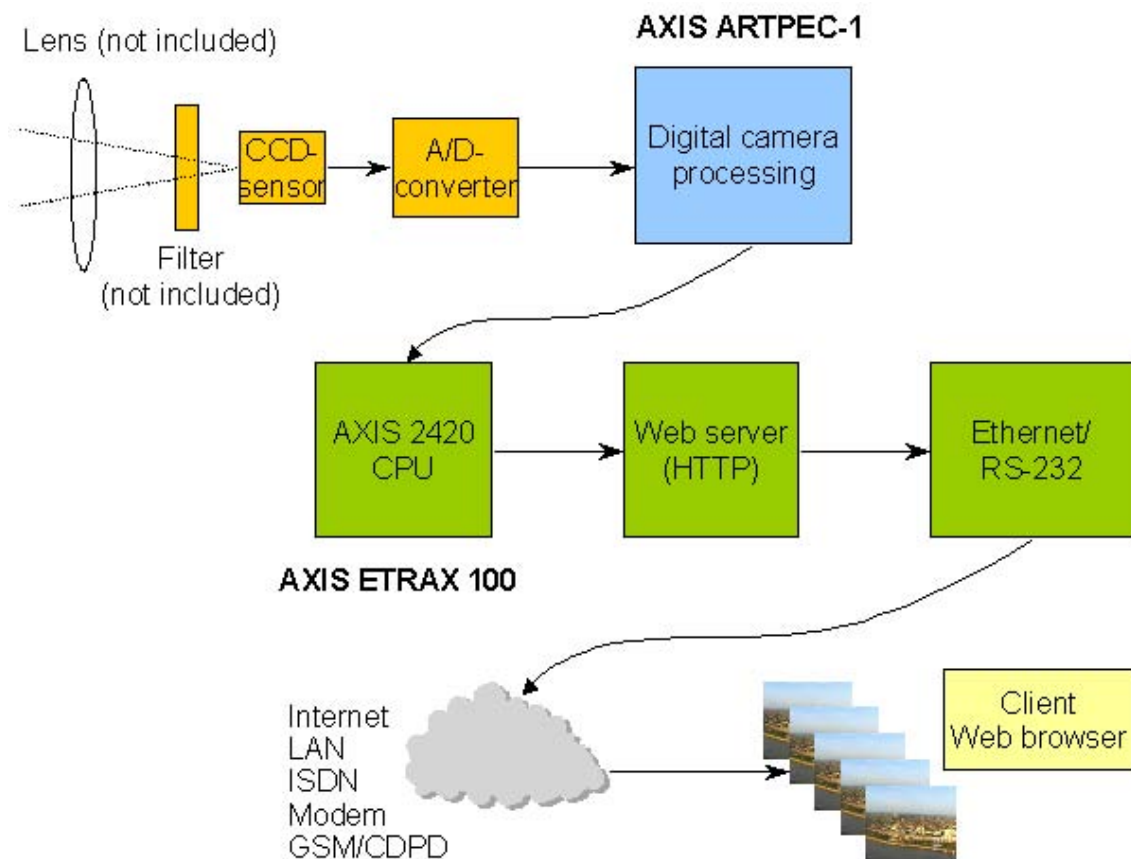 AXIS ARTPEC-1
Lens (not included)
CCD-
sensor
A/D-
converter
Digital camera
processing
Filter
(not included)
AXIS 2420
CPU
Web server
(HTTP)
Ethernet/
RS-232
AXIS ETRAX 100
Internet
LAN
ISDN
Modem
GSM/CDPD
Client
Web browser